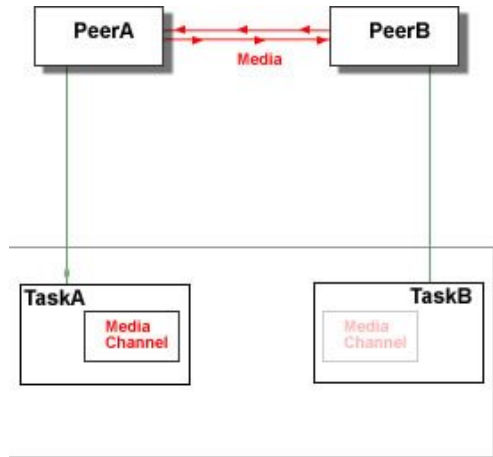 PeerA
PeerB
Media
TaskA
TaskB
Media
Channel
Media
Channel